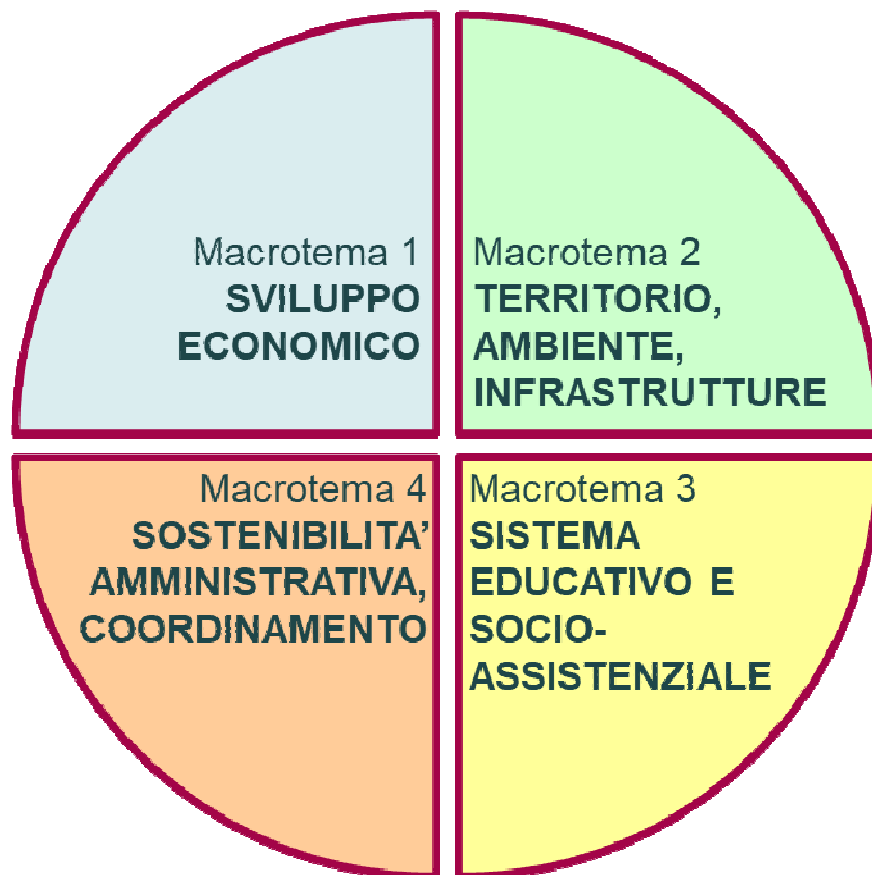 Macrotema 1
SVILUPPO
ECONOMICO
Macrotema 2
TERRITORIO,
AMBIENTE,
INFRASTRUTTURE
Macrotema 4
SOSTENIBILITA’
AMMINISTRATIVA,
COORDINAMENTO
Macrotema 3
SISTEMA
EDUCATIVO E
SOCIO-
ASSISTENZIALE